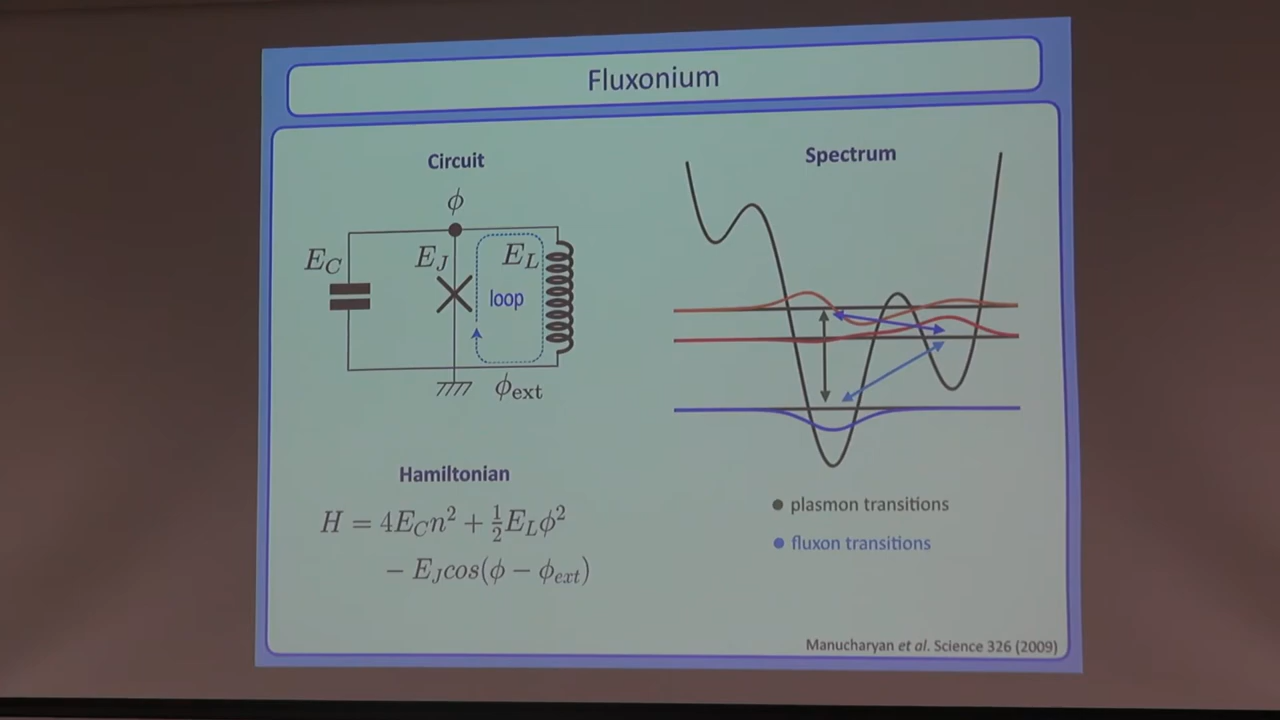 Fluxonium
Circuit
ϕ
E_C
E_J
E_L
loop
ϕ_ext
Hamiltonian
H = 4E_C n² + ½E_L ϕ²
− E_J cos(ϕ − ϕ_ext)
Spectrum
plasmon transitions
fluxon transitions
Manucharyan et al. Science 326 (2009)